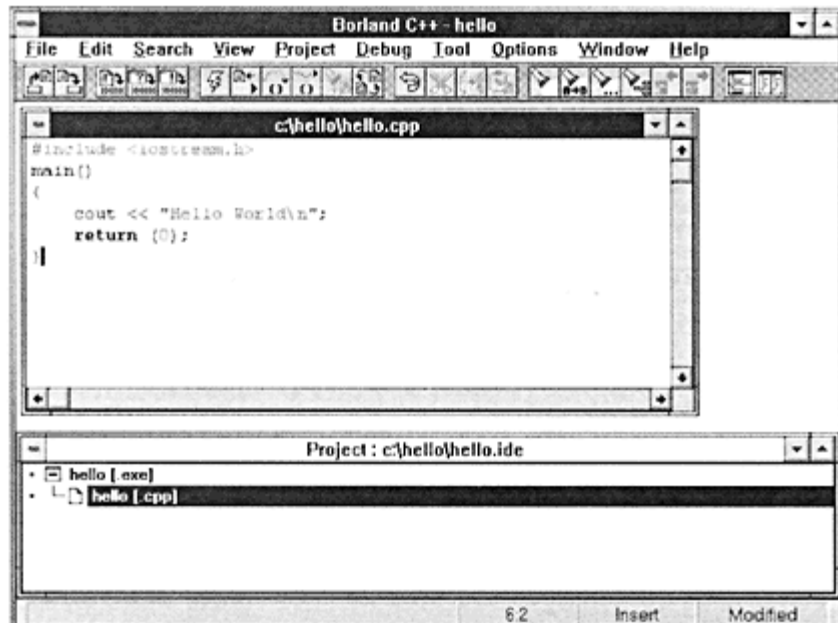 Borland C++ - hello
File Edit Search View Project Debug Tool Options Window Help
c:\hello\hello.cpp
#include <iostream.h>
main()
{
cout << "Hello World\n";
return (0);
}
Project : c:\hello\hello.ide
hello [.exe]
hello [.cpp]
6:2 Insert Modified